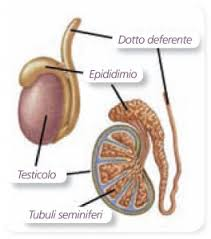 Dotto deferente
Epididimio
Testicolo
Tubuli seminiferi